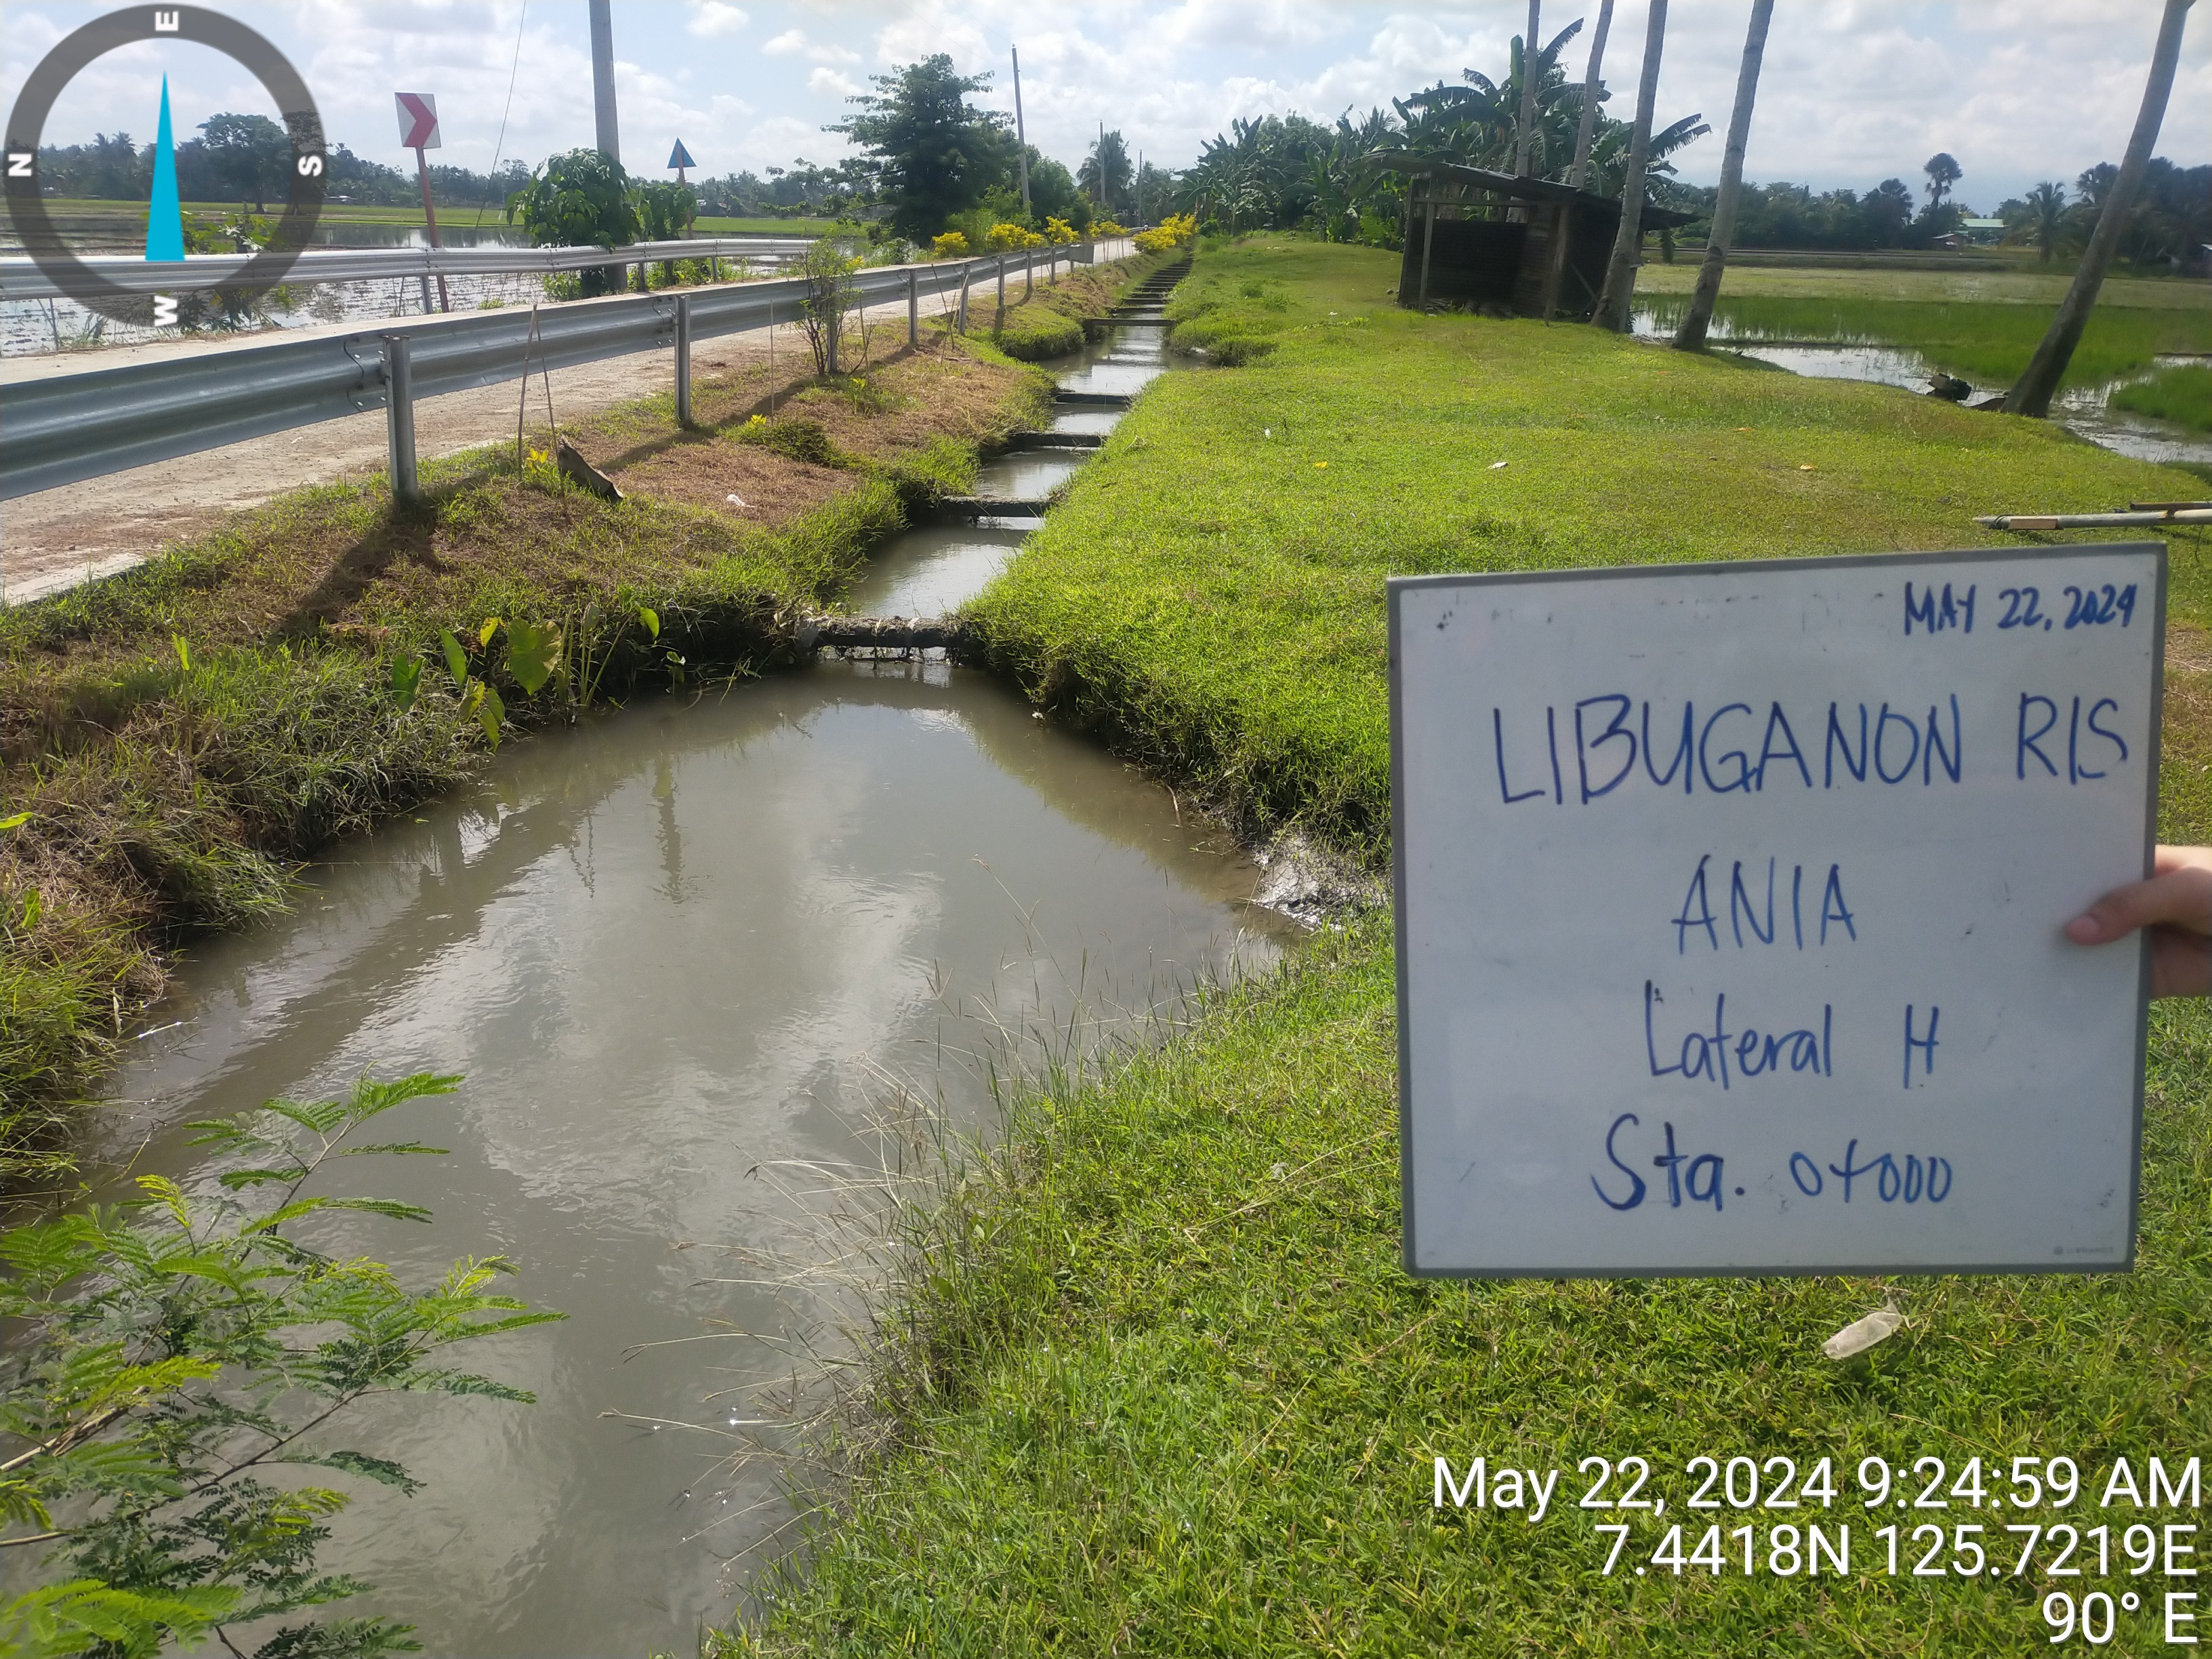 E
N
S
W
MAY 22, 2024
LIBUGANON RIS
ANIA
Lateral H
Sta. 0+000
May 22, 2024 9:24:59 AM
7.4418N 125.7219E
90° E